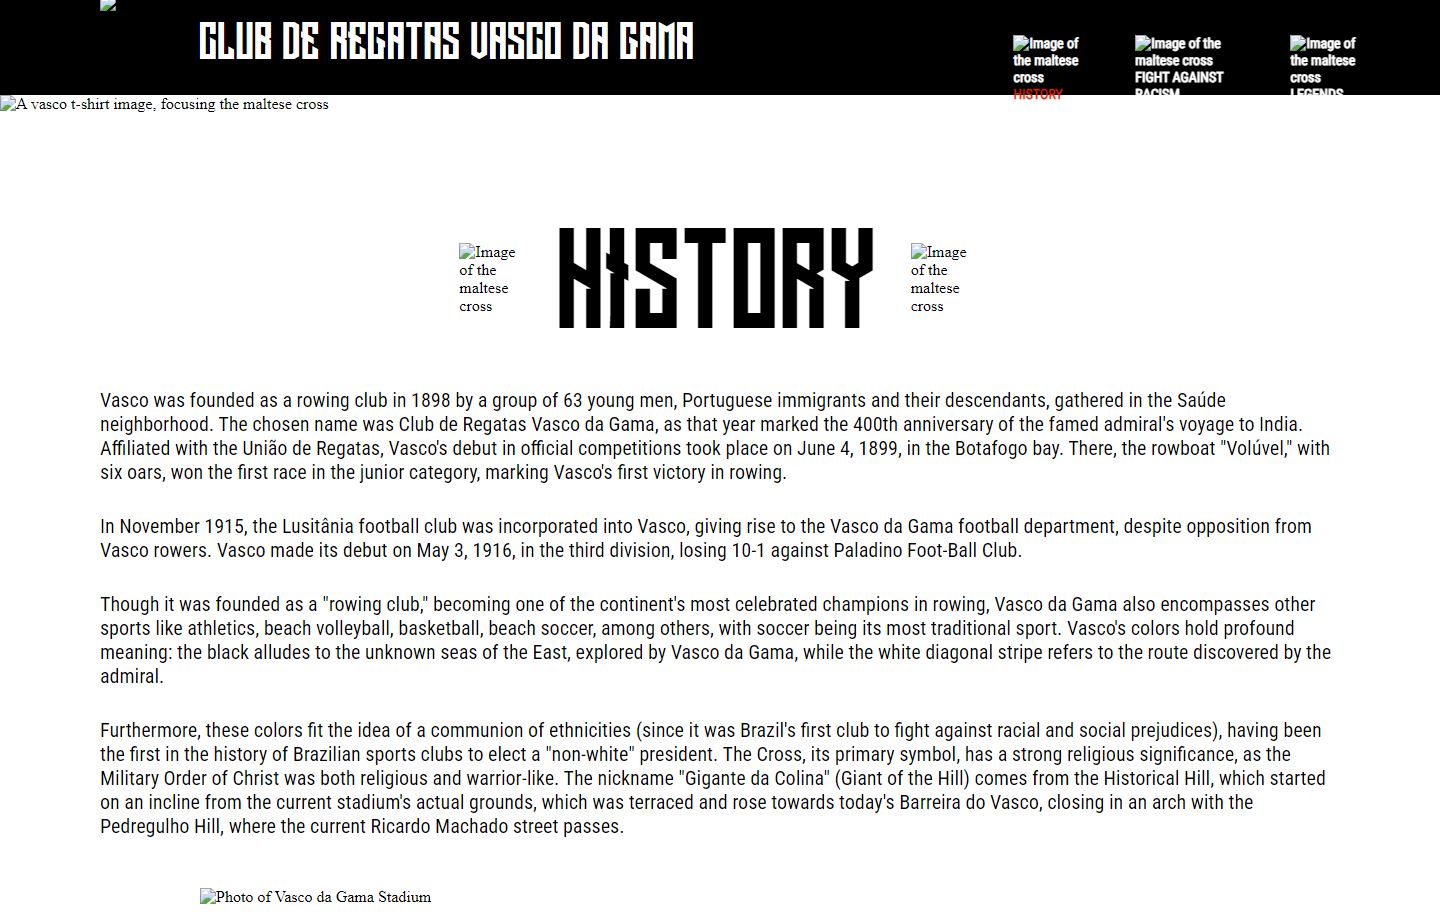 CLUB DE REGATAS VASCO DA GAMA
Image of
the maltese
cross
HISTORY
Image of the
maltese cross
FIGHT AGAINST
RACISM
Image of
the maltese
cross
LEGENDS
A vasco t-shirt image, focusing the maltese cross
Image
of the
maltese
cross
HISTORY
Image
of the
maltese
cross
Vasco was founded as a rowing club in 1898 by a group of 63 young men, Portuguese immigrants and their descendants, gathered in the Saúde
neighborhood. The chosen name was Club de Regatas Vasco da Gama, as that year marked the 400th anniversary of the famed admiral's voyage to India.
Affiliated with the União de Regatas, Vasco's debut in official competitions took place on June 4, 1899, in the Botafogo bay. There, the rowboat "Volúvel," with
six oars, won the first race in the junior category, marking Vasco's first victory in rowing.
In November 1915, the Lusitânia football club was incorporated into Vasco, giving rise to the Vasco da Gama football department, despite opposition from
Vasco rowers. Vasco made its debut on May 3, 1916, in the third division, losing 10-1 against Paladino Foot-Ball Club.
Though it was founded as a "rowing club," becoming one of the continent's most celebrated champions in rowing, Vasco da Gama also encompasses other
sports like athletics, beach volleyball, basketball, beach soccer, among others, with soccer being its most traditional sport. Vasco's colors hold profound
meaning: the black alludes to the unknown seas of the East, explored by Vasco da Gama, while the white diagonal stripe refers to the route discovered by the
admiral.
Furthermore, these colors fit the idea of a communion of ethnicities (since it was Brazil's first club to fight against racial and social prejudices), having been
the first in the history of Brazilian sports clubs to elect a "non-white" president. The Cross, its primary symbol, has a strong religious significance, as the
Military Order of Christ was both religious and warrior-like. The nickname "Gigante da Colina" (Giant of the Hill) comes from the Historical Hill, which started
on an incline from the current stadium's actual grounds, which was terraced and rose towards today's Barreira do Vasco, closing in an arch with the
Pedregulho Hill, where the current Ricardo Machado street passes.
Photo of Vasco da Gama Stadium